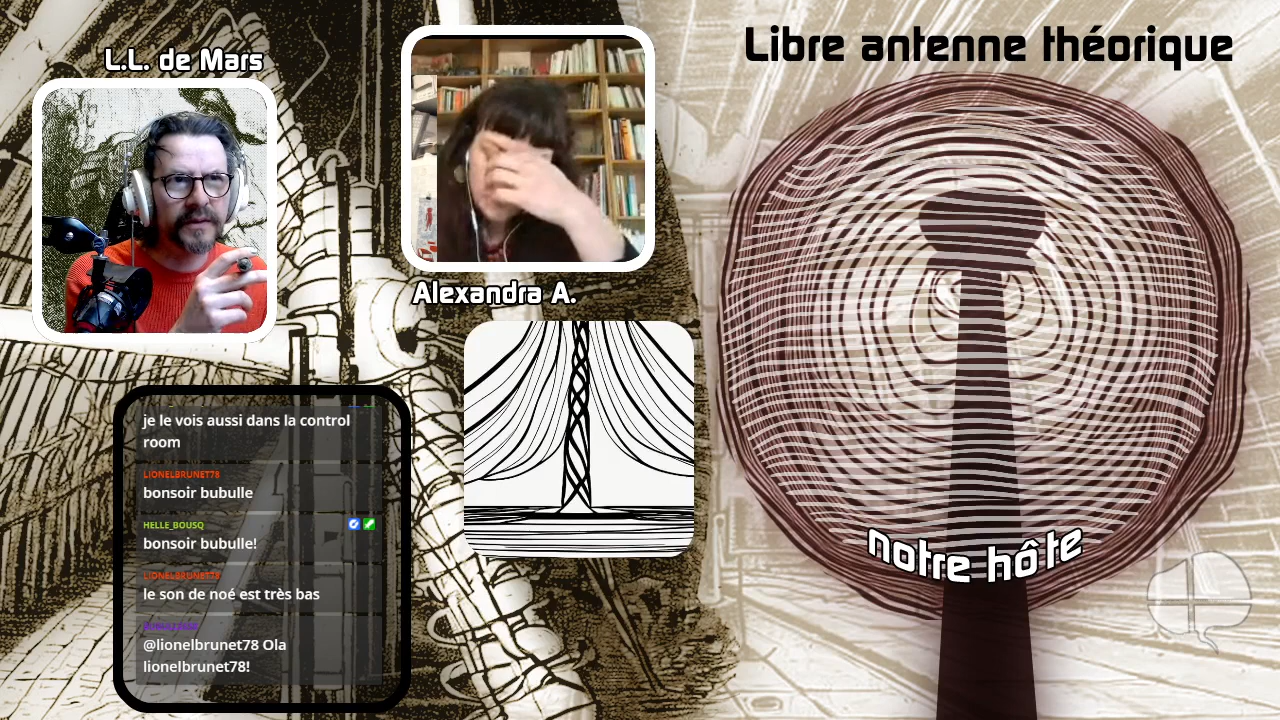 Libre antenne théorique
L.L. de Mars
Alexandra A.
je le vois aussi dans la control
room
LIONELBRUNET78
bonsoir bubulle
HELLE_BOUSQ
bonsoir bubulle!
LIONELBRUNET78
le son de noé est très bas
@lionelbrunet78 Ola
lionelbrunet78!
notre hôte